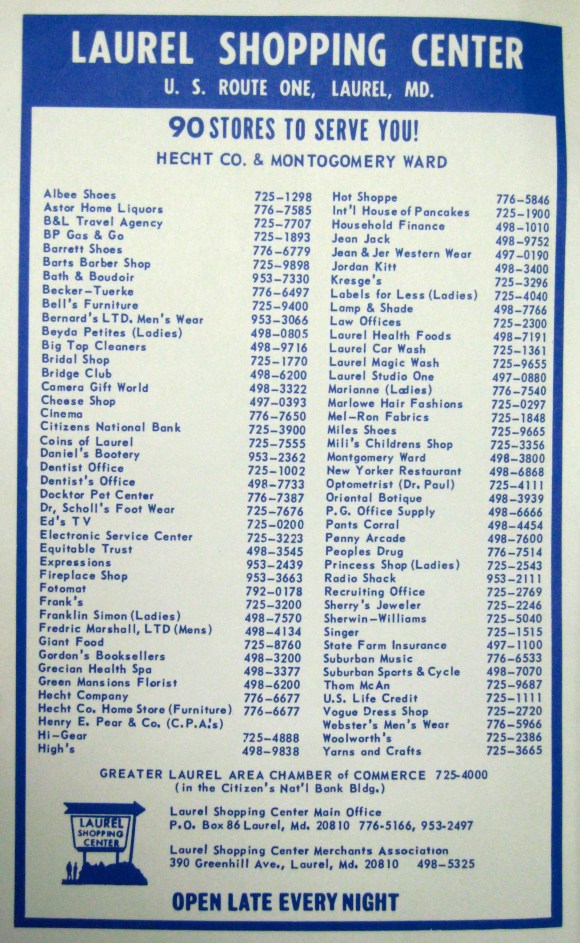 LAUREL SHOPPING CENTER
U. S. ROUTE ONE, LAUREL, MD.
90 STORES TO SERVE YOU!
HECHT CO. & MONTOGOMERY WARD
Albee Shoes 725-1298
Astor Home Liquors 776-7585
B&L Travel Agency 725-7707
BP Gas & Go 725-1893
Barrett Shoes 776-6779
Barts Barber Shop 725-9898
Bath & Boudoir 953-7330
Becker-Tuerke 776-6497
Bell's Furniture 725-9400
Bernard's LTD. Men's Wear 953-3066
Beyda Petites (Ladies) 498-0805
Big Top Cleaners 498-9716
Bridal Shop 725-1770
Bridge Club 498-6200
Camera Gift World 498-3322
Cheese Shop 497-0393
Cinema 776-7650
Citizens National Bank 725-3900
Coins of Laurel 725-7555
Daniel's Bootery 953-2362
Dentist Office 725-1002
Dentist's Office 498-7733
Docktor Pet Center 776-7387
Dr, Scholl's Foot Wear 725-7676
Ed's TV 725-0200
Electronic Service Center 725-3223
Equitable Trust 498-3545
Expressions 953-2439
Fireplace Shop 953-3663
Fotomat 792-0178
Frank's 725-3200
Franklin Simon (Ladies) 498-7570
Fredric Marshall, LTD (Mens) 498-4134
Giant Food 725-8760
Gordon's Booksellers 498-3200
Grecian Health Spa 498-3377
Green Mansions Florist 498-6200
Hecht Company 776-6677
Hecht Co. Home Store (Furniture) 776-6677
Henry E. Pear & Co. (C.P.A.'s)
Hi-Gear 725-4888
High's 498-9838
Hot Shoppe 776-5846
Int'l House of Pancakes 725-1900
Household Finance 498-1010
Jean Jack 498-9752
Jean & Jer Western Wear 497-0190
Jordan Kitt 498-3400
Kresge's 725-3296
Labels for Less (Ladies) 725-4040
Lamp & Shade 498-7766
Law Offices 725-2300
Laurel Health Foods 498-7191
Laurel Car Wash 725-1361
Laurel Magic Wash 725-9655
Laurel Studio One 497-0880
Marianne (Ladies) 776-7540
Marlowe Hair Fashions 725-0297
Mel-Ron Fabrics 725-1848
Miles Shoes 725-9665
Mili's Childrens Shop 725-3356
Montgomery Ward 498-3800
New Yorker Restaurant 498-6868
Optometrist (Dr. Paul) 725-4111
Oriental Botique 498-3939
P.G. Office Supply 498-6666
Pants Corral 498-4454
Penny Arcade 498-7600
Peoples Drug 776-7514
Princess Shop (Ladies) 725-2543
Radio Shack 953-2111
Recruiting Office 725-2769
Sherry's Jeweler 725-2246
Sherwin-Williams 725-5040
Singer 725-1515
State Farm Insurance 497-1100
Suburban Music 776-6533
Suburban Sports & Cycle 498-7070
Thom McAn 725-9687
U.S. Life Credit 725-1111
Vogue Dress Shop 725-2720
Webster's Men's Wear 776-5966
Woolworth's 725-2386
Yarns and Crafts 725-3665
GREATER LAUREL AREA CHAMBER of COMMERCE 725-4000
(in the Citizen's Nat'l Bank Bldg.)
LAUREL
SHOPPING
CENTER
Laurel Shopping Center Main Office
P.O. Box 86 Laurel, Md. 20810 776-5166, 953-2497
Laurel Shopping Center Merchants Association
390 Greenhill Ave., Laurel, Md. 20810 498-5325
OPEN LATE EVERY NIGHT